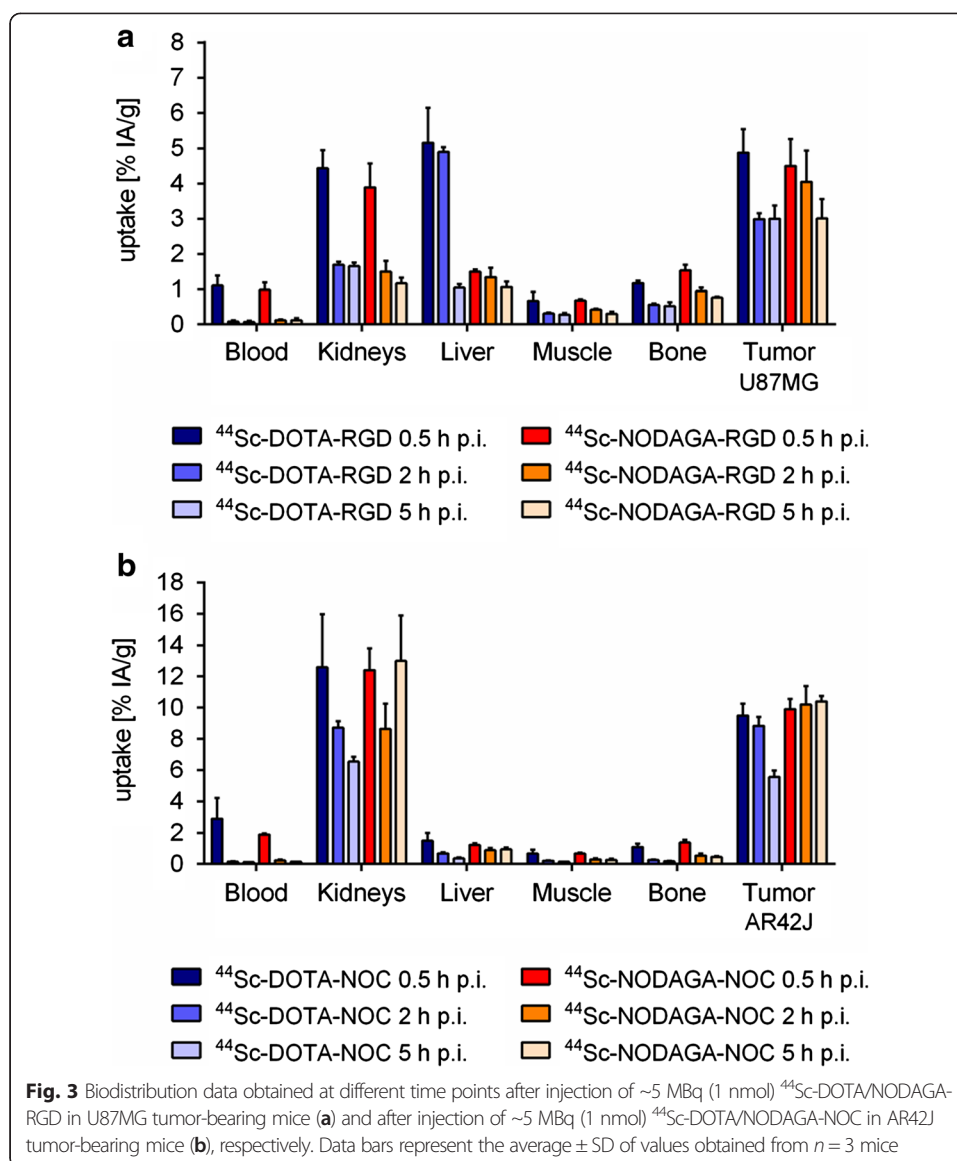 a
uptake [% IA/g]
8
7
6
5
4
3
2
1
0
Blood Kidneys Liver Muscle Bone Tumor
U87MG
⁴⁴Sc-DOTA-RGD 0.5 h p.i. ⁴⁴Sc-NODAGA-RGD 0.5 h p.i.
⁴⁴Sc-DOTA-RGD 2 h p.i. ⁴⁴Sc-NODAGA-RGD 2 h p.i.
⁴⁴Sc-DOTA-RGD 5 h p.i. ⁴⁴Sc-NODAGA-RGD 5 h p.i.
b
uptake [% IA/g]
18
16
14
12
10
8
6
4
2
0
Blood Kidneys Liver Muscle Bone Tumor
AR42J
⁴⁴Sc-DOTA-NOC 0.5 h p.i. ⁴⁴Sc-NODAGA-NOC 0.5 h p.i.
⁴⁴Sc-DOTA-NOC 2 h p.i. ⁴⁴Sc-NODAGA-NOC 2 h p.i.
⁴⁴Sc-DOTA-NOC 5 h p.i. ⁴⁴Sc-NODAGA-NOC 5 h p.i.
Fig. 3 Biodistribution data obtained at different time points after injection of ~5 MBq (1 nmol) ⁴⁴Sc-DOTA/NODAGA-
RGD in U87MG tumor-bearing mice (a) and after injection of ~5 MBq (1 nmol) ⁴⁴Sc-DOTA/NODAGA-NOC in AR42J
tumor-bearing mice (b), respectively. Data bars represent the average ± SD of values obtained from n = 3 mice